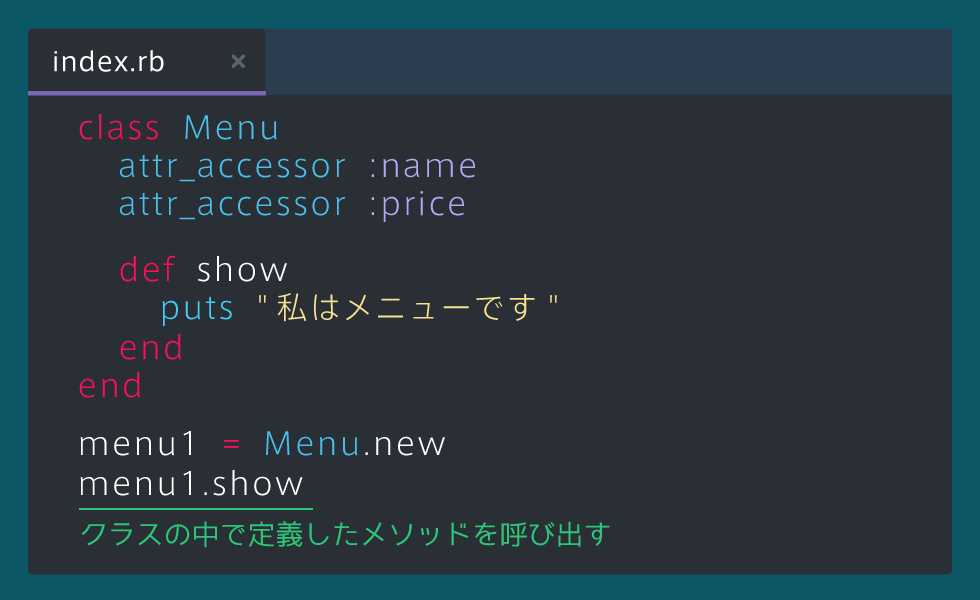 index.rb ×
class Menu
attr_accessor :name
attr_accessor :price
def show
puts "私はメニューです"
end
end
menu1 = Menu.new
menu1.show
クラスの中で定義したメソッドを呼び出す